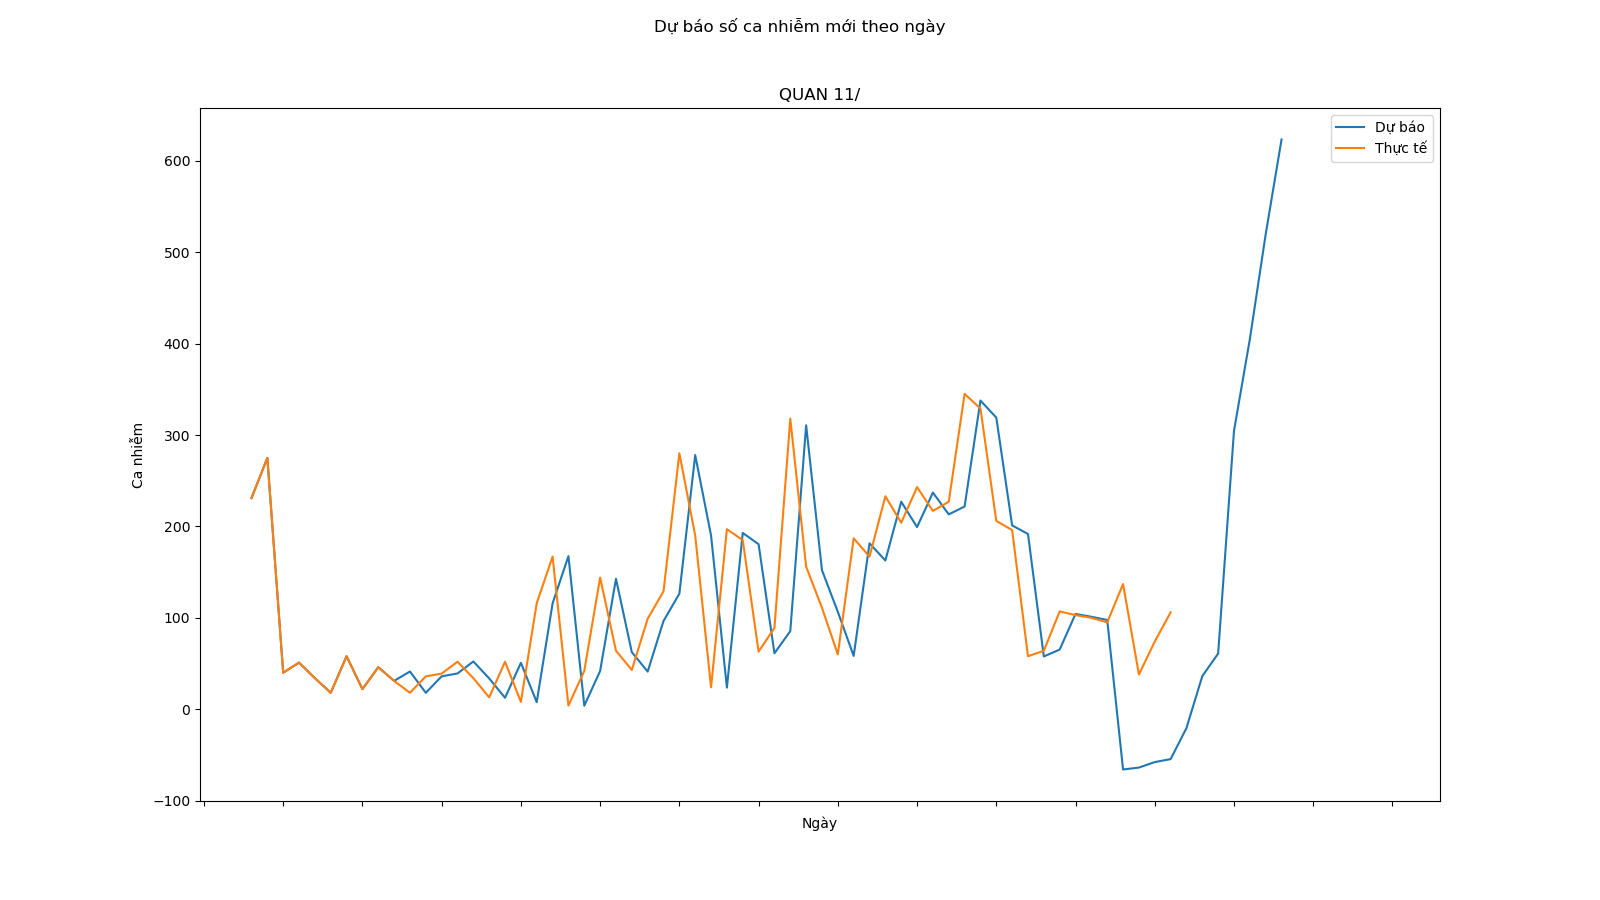 Dự báo số ca nhiễm mới theo ngày
QUAN 11/
Dự báo
Thực tế
600
500
400
300
200
100
0
−100
Ca nhiễm
Ngày